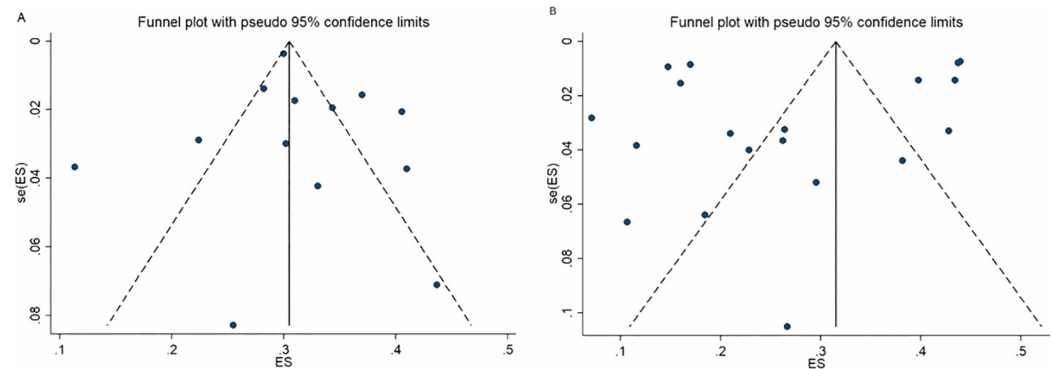 A
Funnel plot with pseudo 95% confidence limits
0
.02
.04
.06
.08
se(ES)
.1
.2
.3
.4
.5
ES
B
Funnel plot with pseudo 95% confidence limits
0
.02
.04
.06
.08
.1
se(ES)
.1
.2
.3
.4
.5
ES